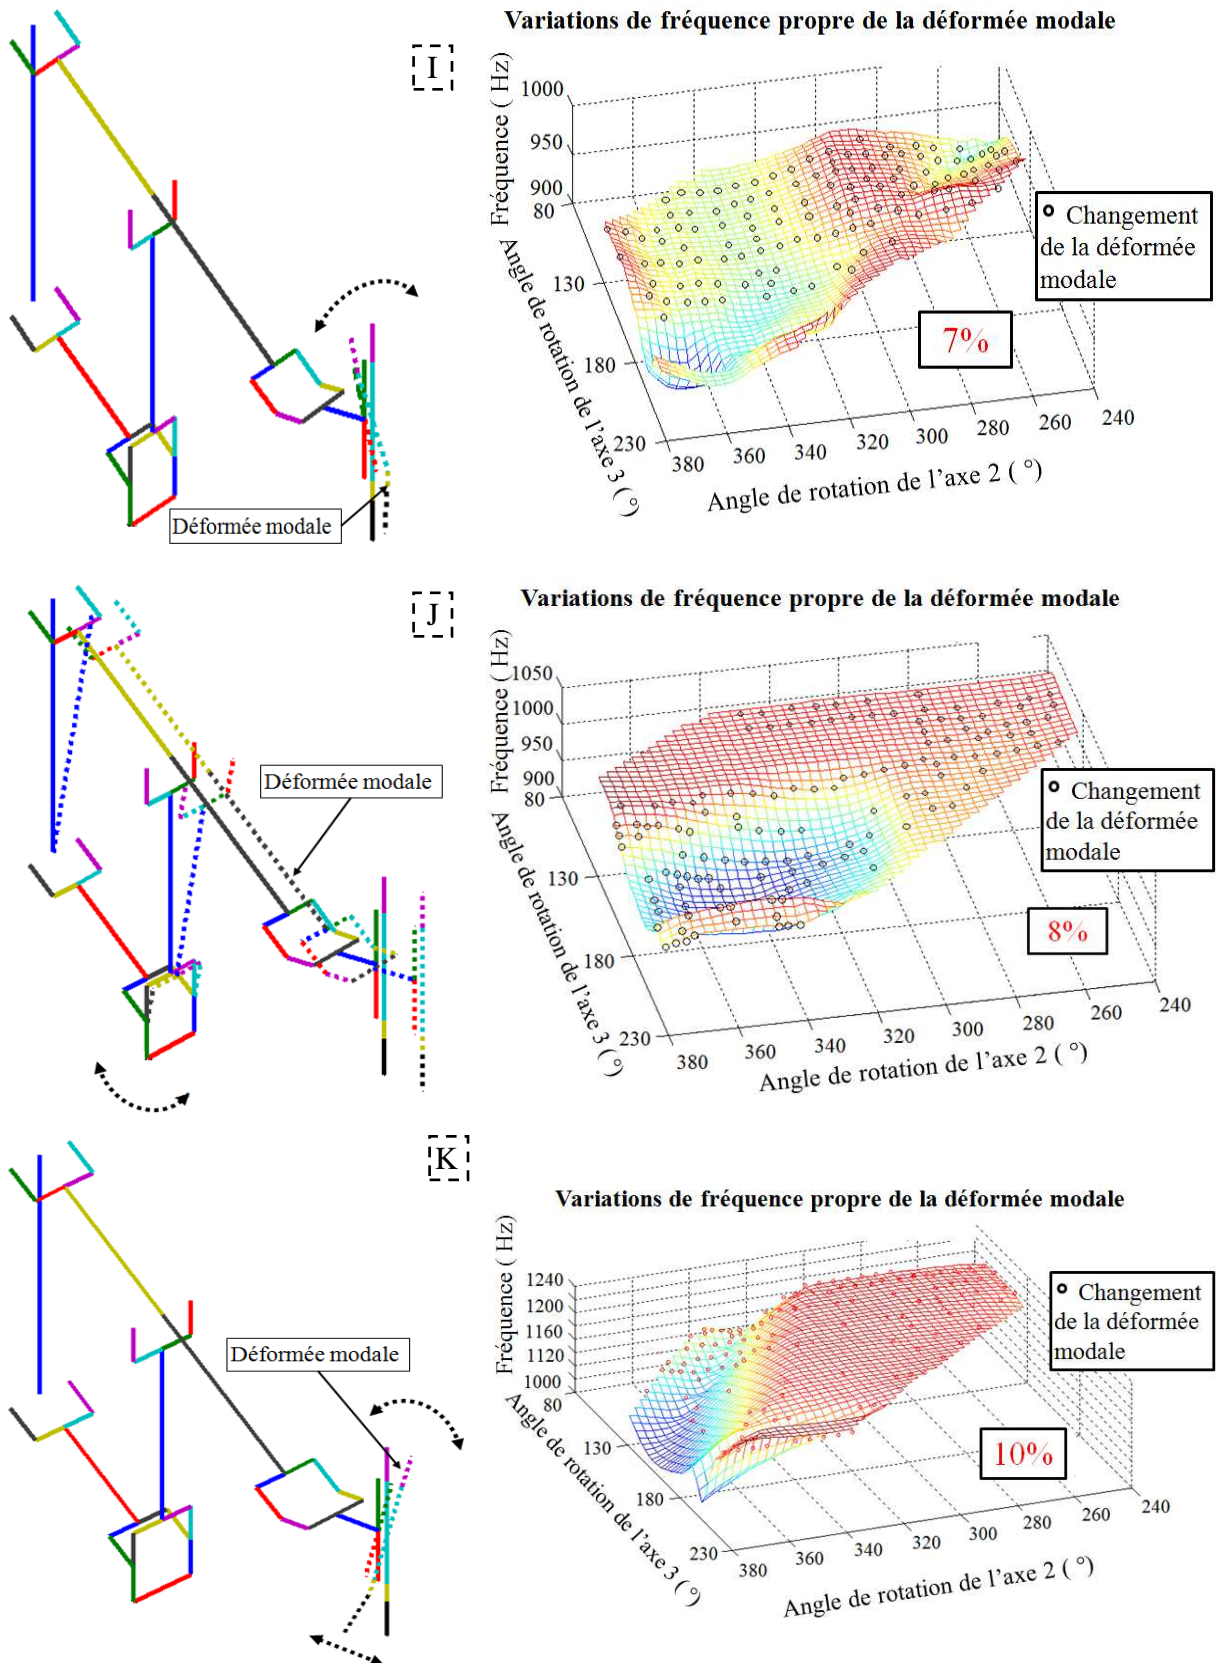 Variations de fréquence propre de la déformée modale
I
Fréquence ( Hz)
1000
950
900
80
130
180
230
Angle de rotation de l'axe 3 ( °)
380
360
340
320
300
280
260
240
Angle de rotation de l'axe 2 ( °)
Changement
de la déformée
modale
7%
Déformée modale
Variations de fréquence propre de la déformée modale
J
Fréquence ( Hz)
1050
1000
950
900
80
130
180
230
Angle de rotation de l'axe 3 ( °)
380
360
340
320
300
280
260
240
Angle de rotation de l'axe 2 ( °)
Changement
de la déformée
modale
8%
Déformée modale
K
Variations de fréquence propre de la déformée modale
Fréquence ( Hz)
1240
1200
1160
1120
1000
80
130
180
230
Angle de rotation de l'axe 3 ( °)
380
360
340
320
300
280
260
240
Angle de rotation de l'axe 2 ( °)
Changement
de la déformée
modale
10%
Déformée modale